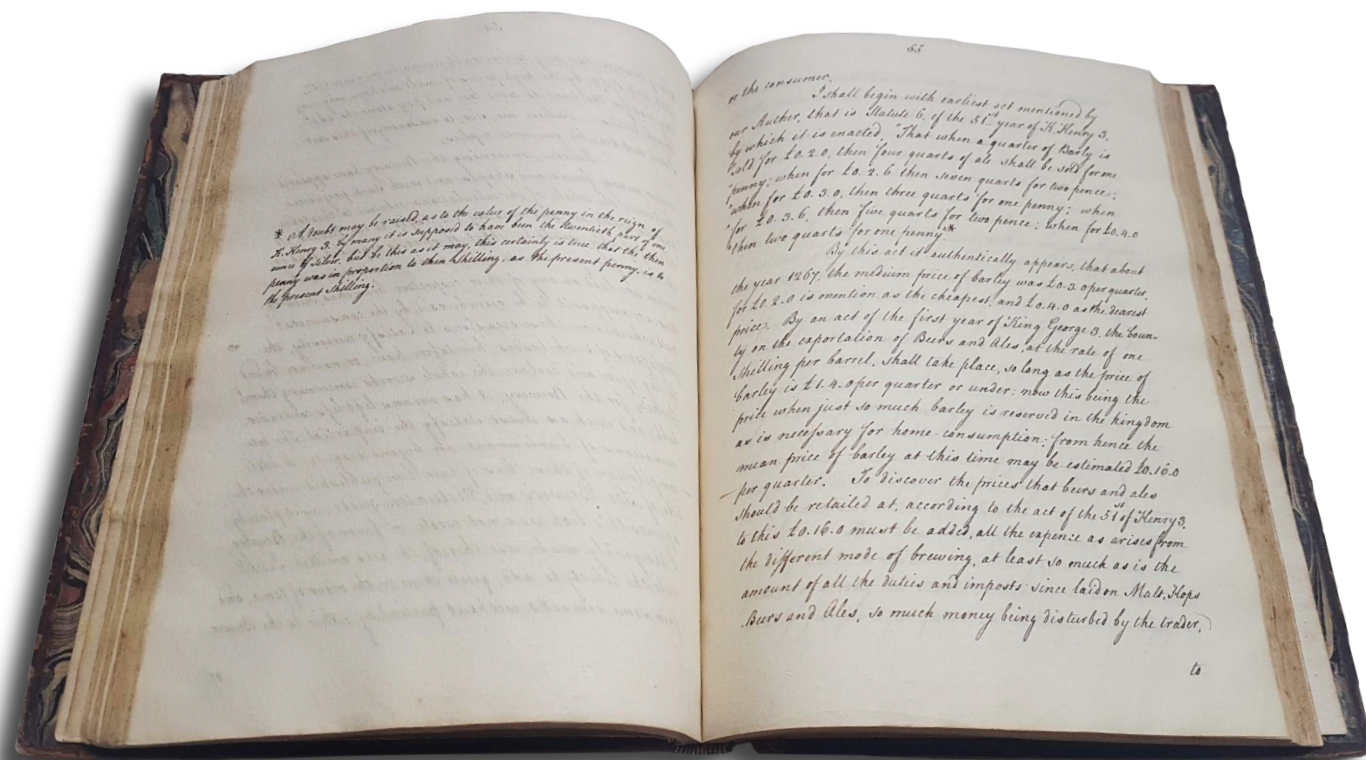 * A doubt may be raised, as to the value of the penny in the reign of
K. Henry 3. by many it is supposed to have been the twentieth part of one
ounce of silver, but be this as it may, this certainly is true, that the then
penny was in proportion to then shilling, as the present penny, is to
the present shilling.
55
or the consumer.
I shall begin with earliest act mentioned by
our Author, that is Statute 6, of the 51st year of K. Henry 3,
by which it is enacted, "That when a quarter of Barly is
"sold for £0.2.0, then four quarts of ale shall be sold for one
"penny; when for £0.2.6 then seven quarts for two pence;
"when for £0.3.0, then three quarts for one penny; when
"for £0.3.6, then five quarts for two pence; when for £0.4.0
"then two quarts for one penny."*
By this act it authentically appears, that about
the year 1267, the medium price of barley was £0.3.0 per quarter,
for £0.2.0 is mention as the cheapest, and £0.4.0 as the dearest
price. By an act of the first year of King George 3. the boun-
ty on the exportation of Beers and Ales, at the rate of one
shilling per barrel, shall take place, so long as the price of
barley is £1.4.0 per quarter or under: now this being the
price when just so much barley is reserved in the kingdom
as is necessary for home-consumption; from hence the
mean price of barley at this time may be estimated £0.16.0
per quarter. To discover the prices that beers and ales
should be retailed at, according to the act of the 51st of Henry 3.
to this £0.16.0 must be added, all the expence as arises from
the different mode of brewing, at least so much as is the
amount of all the duties and imposts since laid on Malt, Hops
Beers and Ales, so much money being disturbed by the trader,
to